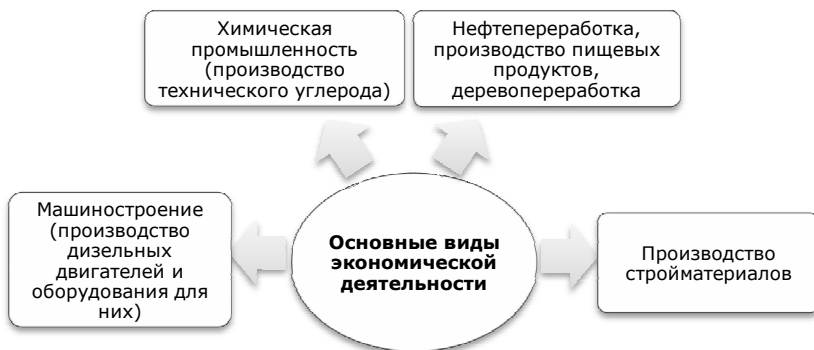 Химическая
промышленность
(производство
технического углерода)
Нефтепереработка,
производство пищевых
продуктов,
деревопереработка
Машиностроение
(производство
дизельных
двигателей и
оборудования для
них)
Основные виды
экономической
деятельности
Производство
стройматериалов